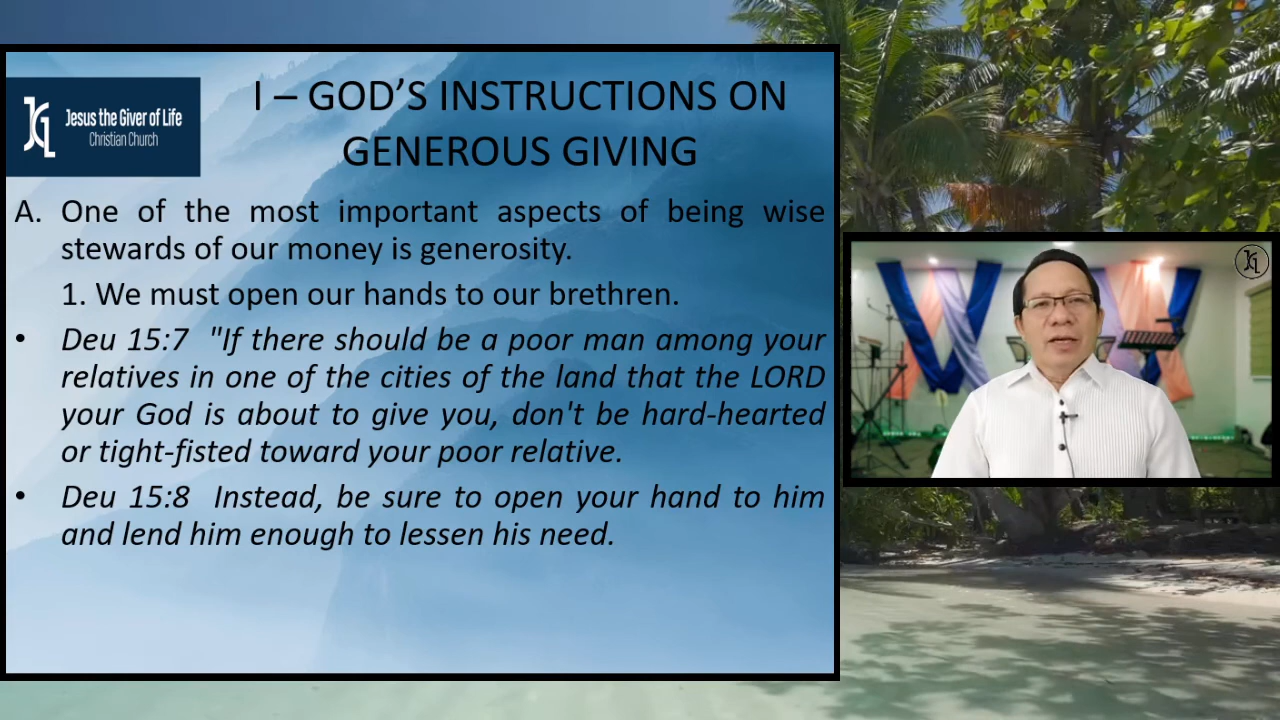 Jesus the Giver of Life
Christian Church
I – GOD’S INSTRUCTIONS ON
GENEROUS GIVING
A. One of the most important aspects of being wise
stewards of our money is generosity.
1. We must open our hands to our brethren.
• Deu 15:7 "If there should be a poor man among your
relatives in one of the cities of the land that the LORD
your God is about to give you, don't be hard-hearted
or tight-fisted toward your poor relative.
• Deu 15:8 Instead, be sure to open your hand to him
and lend him enough to lessen his need.